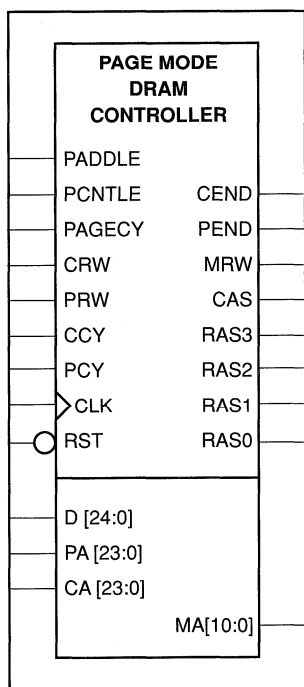 PAGE MODE
DRAM
CONTROLLER
PADDLE
PCNTLE CEND
PAGECY PEND
CRW MRW
PRW CAS
CCY RAS3
PCY RAS2
CLK RAS1
RST RAS0
D [24:0]
PA [23:0]
CA [23:0]
MA[10:0]